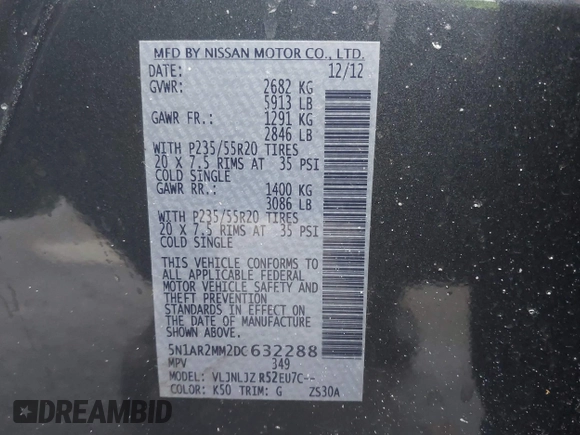 MFD BY NISSAN MOTOR CO., LTD.
DATE: 12/12
GVWR: 2682 KG
5913 LB
GAWR FR.: 1291 KG
2846 LB
WITH P235/55R20 TIRES
20 X 7.5 RIMS AT 35 PSI
COLD SINGLE
GAWR RR.: 1400 KG
3086 LB
WITH P235/55R20 TIRES
20 X 7.5 RIMS AT 35 PSI
COLD SINGLE
THIS VEHICLE CONFORMS TO
ALL APPLICABLE FEDERAL
MOTOR VEHICLE SAFETY AND
THEFT PREVENTION
STANDARDS IN EFFECT ON
THE DATE OF MANUFACTURE
SHOWN ABOVE.
5N1AR2MM2DC632288
MPV 349
MODEL: VLJNLJZ R52EU7C--
COLOR: K50 TRIM: G ZS30A
DREAMBID